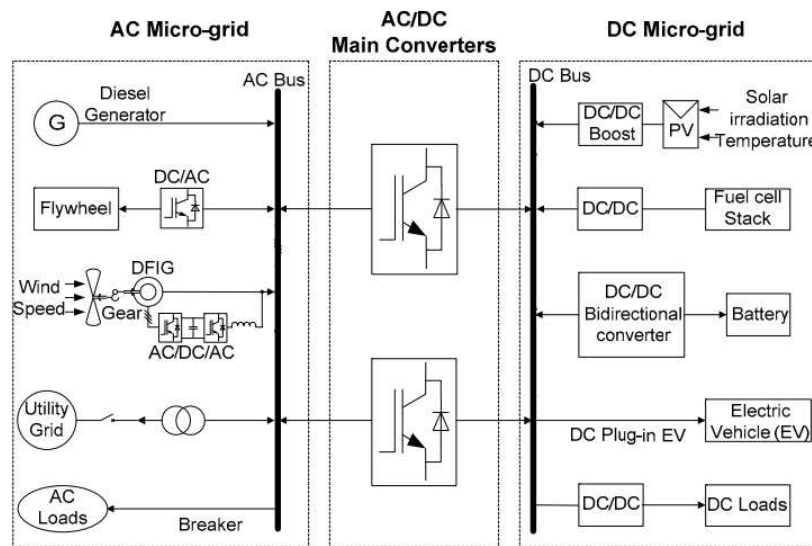 AC Micro-grid
AC/DC
Main Converters
DC Micro-grid
AC Bus
DC Bus
Diesel
Generator
G
DC/DC
Boost
PV
Solar
irradiation
Temperature
DC/AC
Flywheel
DC/DC
Fuel cell
Stack
DFIG
Wind
Speed
Gear
AC/DC/AC
DC/DC
Bidirectional
converter
Battery
Utility
Grid
Electric
Vehicle (EV)
DC Plug-in EV
AC
Loads
Breaker
DC/DC
DC Loads